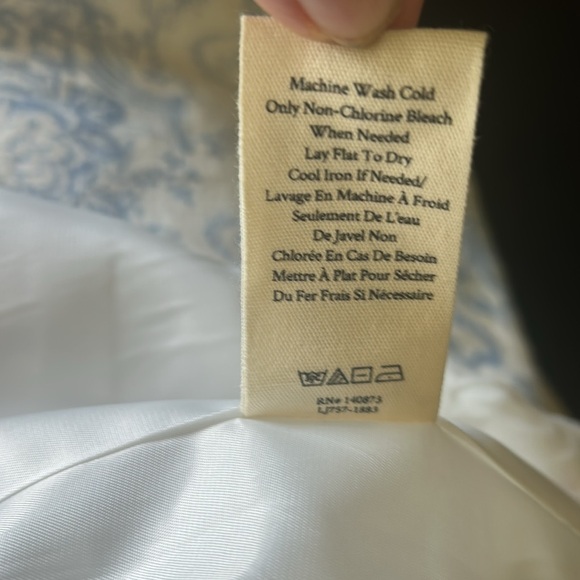 Machine Wash Cold
Only Non-Chlorine Bleach
When Needed
Lay Flat To Dry
Cool Iron If Needed/
Lavage En Machine À Froid
Seulement De L'eau
De Javel Non
Chlorée En Cas De Besoin
Mettre À Plat Pour Sécher
Du Fer Frais Si Nécessaire
RN# 140873
LJ757-1883